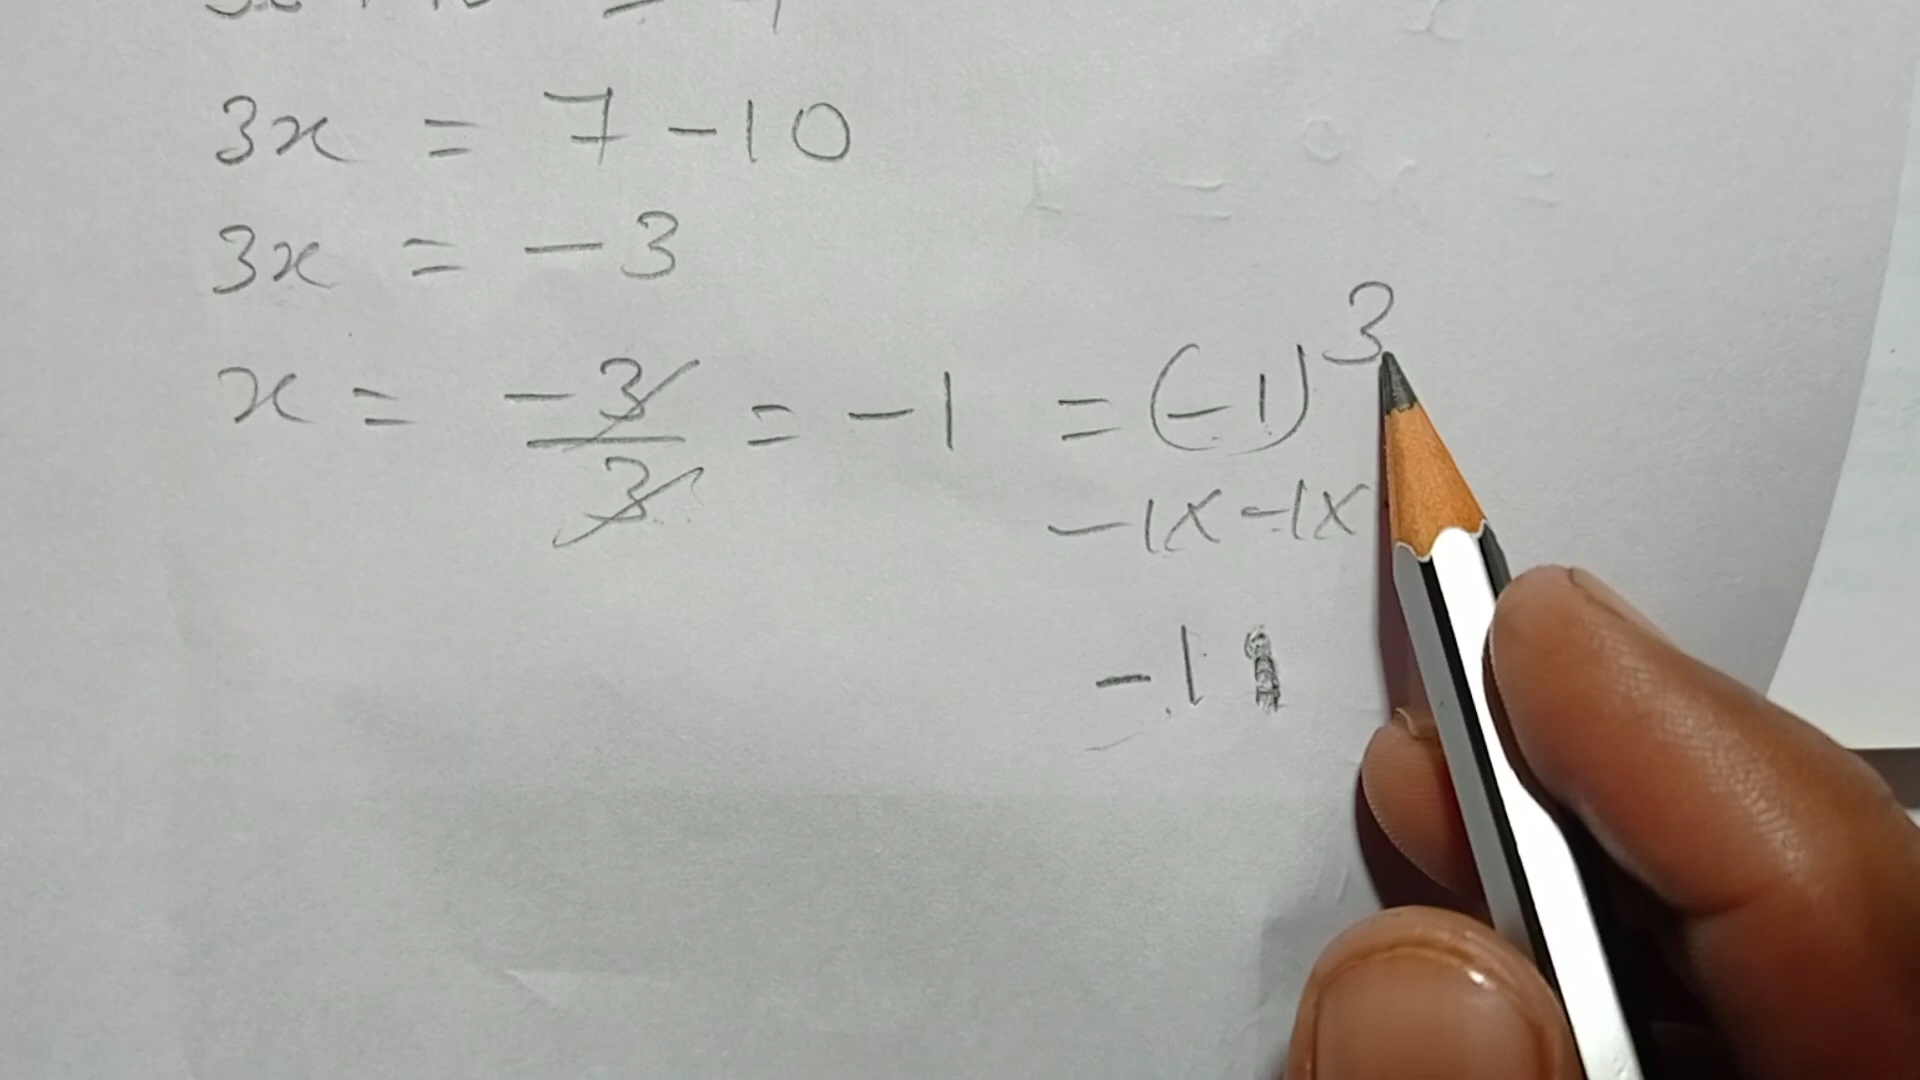 3x = 7 - 10
3x = - 3
x = -3/3 = - 1 = (-1)^3
-1x -1x
-1